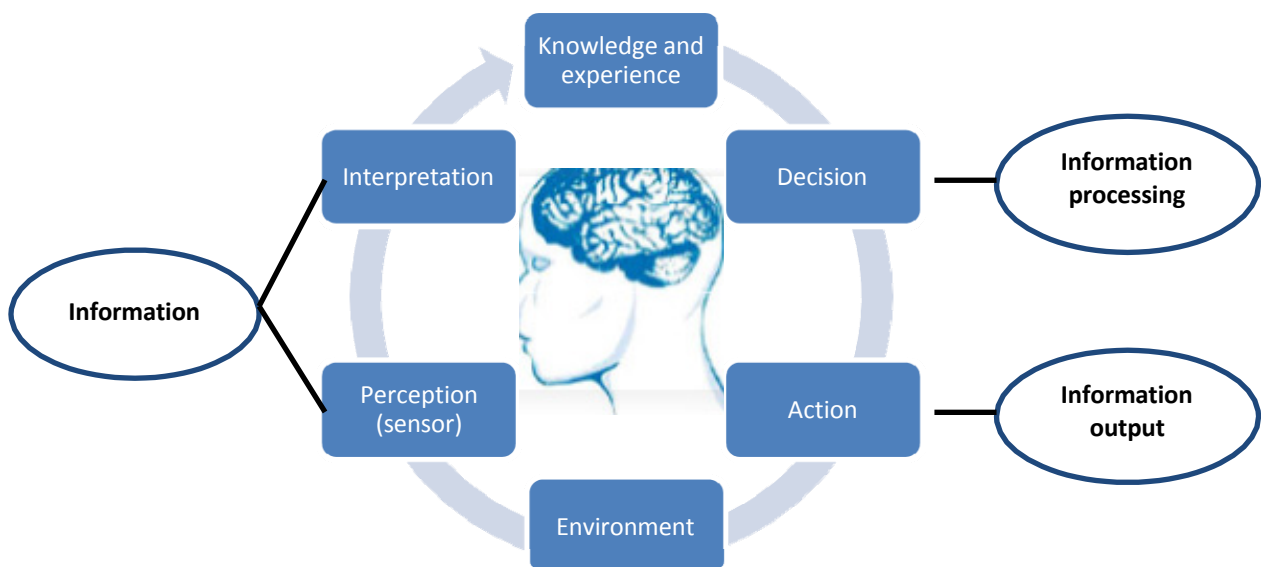 Knowledge and
experience
Interpretation
Decision
Information
processing
Information
Perception
(sensor)
Action
Information
output
Environment